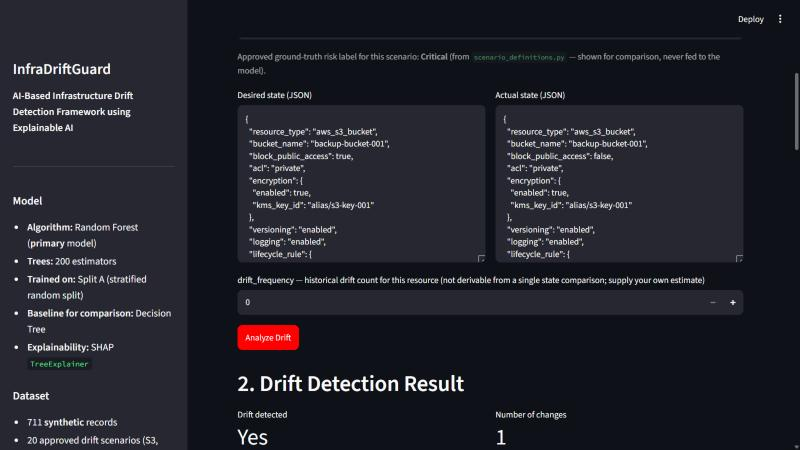 Deploy
InfraDriftGuard
AI-Based Infrastructure Drift
Detection Framework using
Explainable AI
Model
Algorithm: Random Forest
(primary model)
Trees: 200 estimators
Trained on: Split A (stratified
random split)
Baseline for comparison: Decision
Tree
Explainability: SHAP
TreeExplainer
Dataset
711 synthetic records
20 approved drift scenarios (S3,
Approved ground-truth risk label for this scenario: Critical (from scenario_definitions.py — shown for comparison, never fed to the
model).
Desired state (JSON)
{
"resource_type": "aws_s3_bucket",
"bucket_name": "backup-bucket-001",
"block_public_access": true,
"acl": "private",
"encryption": {
"enabled": true,
"kms_key_id": "alias/s3-key-001"
},
"versioning": "enabled",
"logging": "enabled",
"lifecycle_rule": {
Actual state (JSON)
{
"resource_type": "aws_s3_bucket",
"bucket_name": "backup-bucket-001",
"block_public_access": false,
"acl": "private",
"encryption": {
"enabled": true,
"kms_key_id": "alias/s3-key-001"
},
"versioning": "enabled",
"logging": "enabled",
"lifecycle_rule": {
drift_frequency — historical drift count for this resource (not derivable from a single state comparison; supply your own estimate)
0
Analyze Drift
2. Drift Detection Result
Drift detected
Yes
Number of changes
1